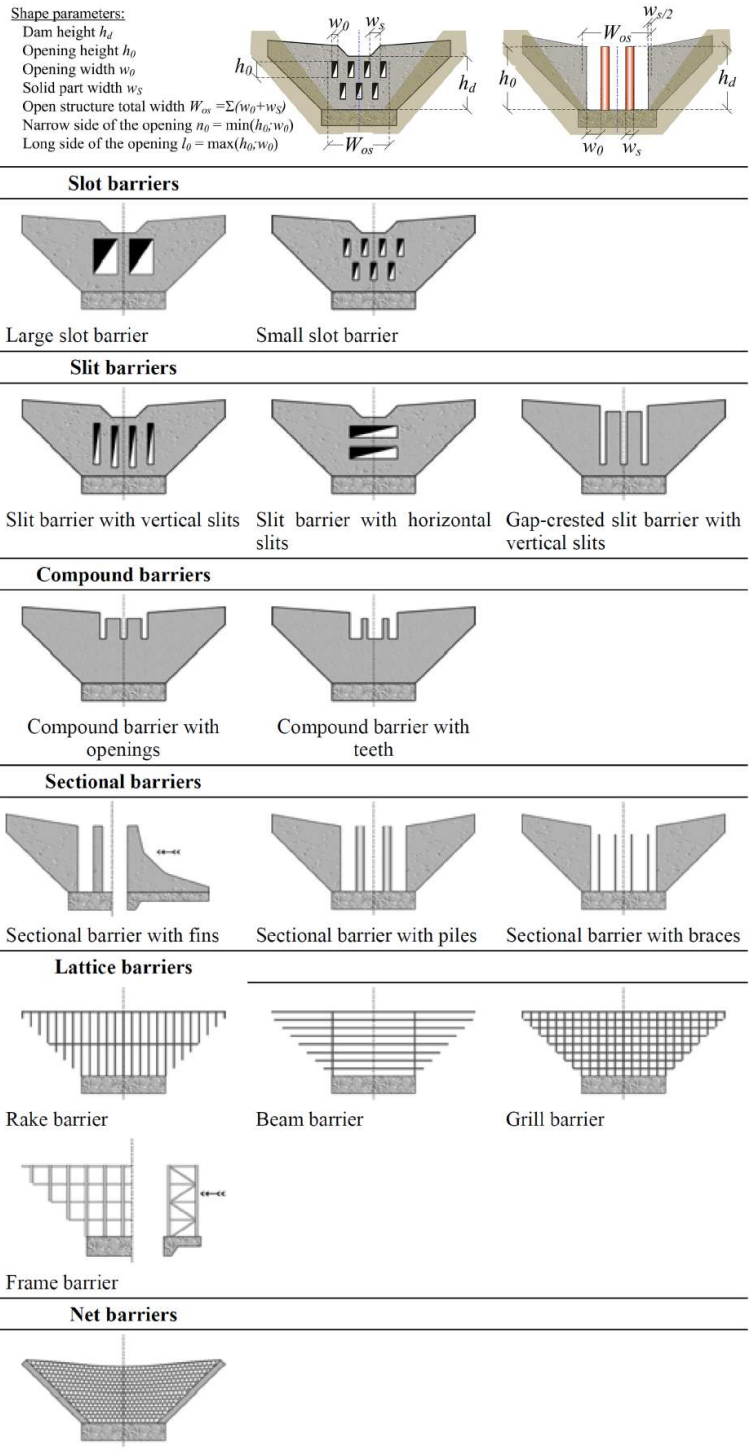 Shape parameters:
Dam height h_d
Opening height h_0
Opening width w_0
Solid part width w_S
Open structure total width W_os =Σ(w_0+w_S)
Narrow side of the opening n_0 = min(h_0;w_0)
Long side of the opening l_0 = max(h_0;w_0)
w_0 w_s
h_0
h_d
W_os
w_s/2
W_os
h_0
h_d
w_0 w_s
Slot barriers
Large slot barrier
Small slot barrier
Slit barriers
Slit barrier with vertical slits
Slit barrier with horizontal
slits
Gap-crested slit barrier with
vertical slits
Compound barriers
Compound barrier with
openings
Compound barrier with
teeth
Sectional barriers
Sectional barrier with fins
Sectional barrier with piles
Sectional barrier with braces
Lattice barriers
Rake barrier
Beam barrier
Grill barrier
Frame barrier
Net barriers